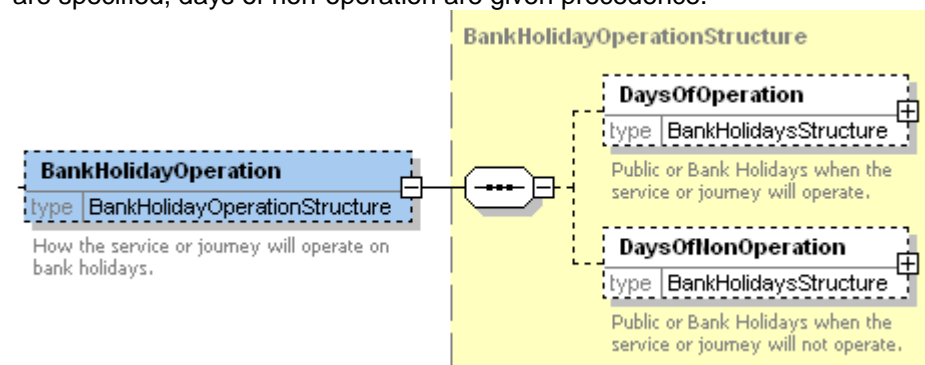 are specified, days of non-operation are given precedence.
BankHolidayOperationStructure
DaysOfOperation
type BankHolidaysStructure
Public or Bank Holidays when the
service or journey will operate.
BankHolidayOperation
type BankHolidayOperationStructure
How the service or journey will operate on
bank holidays.
DaysOfNonOperation
type BankHolidaysStructure
Public or Bank Holidays when the
service or journey will not operate.